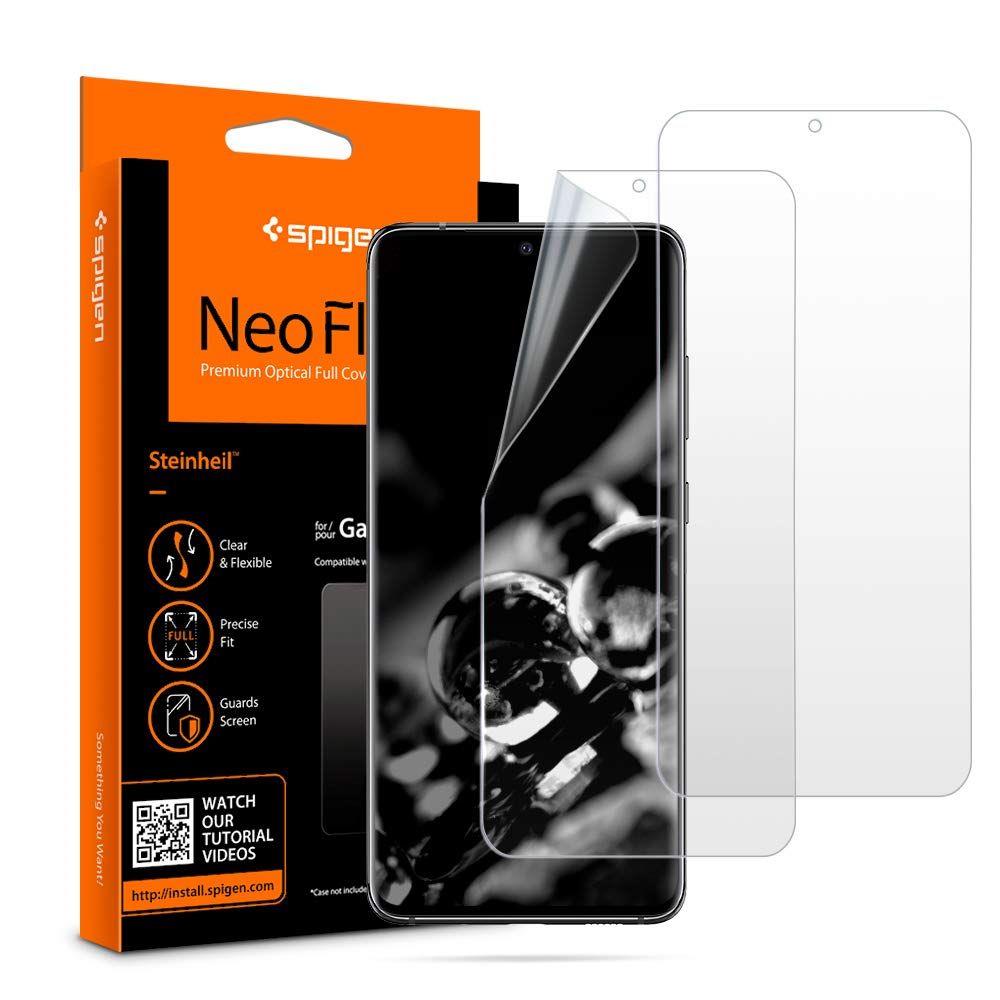 spigen
Something You Want!
spige
Neo Fl
Premium Optical Full Cov
Steinheil™
Clear
& Flexible
FULL
Precise
Fit
Guards
Screen
for/
pour
Ga
Compatible w
WATCH
OUR
TUTORIAL
VIDEOS
http://install.spigen.com
*Case not include